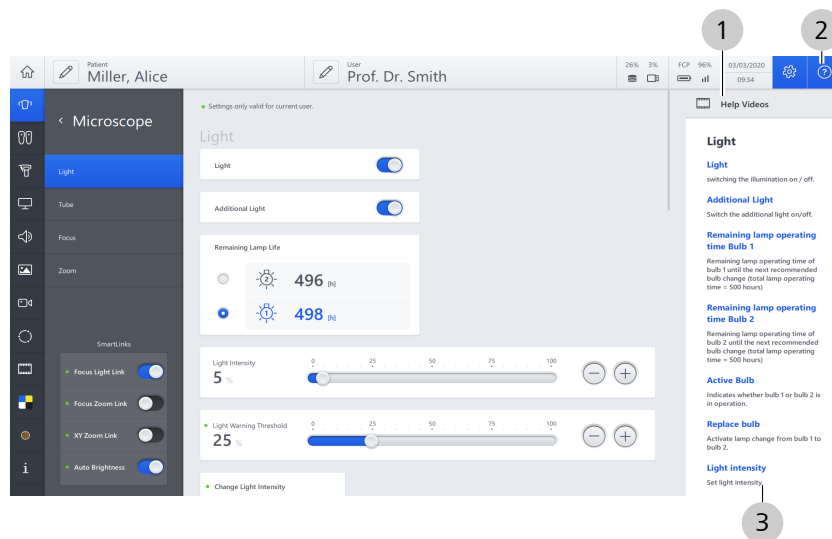 1
2
Patient
Miller, Alice
User
Prof. Dr. Smith
26% 3%
FCP 96%
03/03/2020
09:34
?
< Microscope
Light
Tube
Focus
Zoom
SmartLinks
Focus Light Link
Focus Zoom Link
XY Zoom Link
Auto Brightness
i
Settings only valid for current user.
Light
Light
Additional Light
Remaining Lamp Life
2 496 [h]
1 498 [h]
Light Intensity
5 %
0 25 50 75 100
Light Warning Threshold
25 %
0 25 50 75 100
Change Light Intensity
Help Videos
Light
Light
switching the illumination on / off.
Additional Light
Switch the additional light on/off.
Remaining lamp operating
time Bulb 1
Remaining lamp operating time of
bulb 1 until the next recommended
bulb change (total lamp operating
time = 500 hours)
Remaining lamp operating
time Bulb 2
Remaining lamp operating time of
bulb 2 until the next recommended
bulb change (total lamp operating
time = 500 hours)
Active Bulb
Indicates whether bulb 1 or bulb 2 is
in operation.
Replace bulb
Activate lamp change from bulb 1 to
bulb 2.
Light intensity
Set light intensity.
3